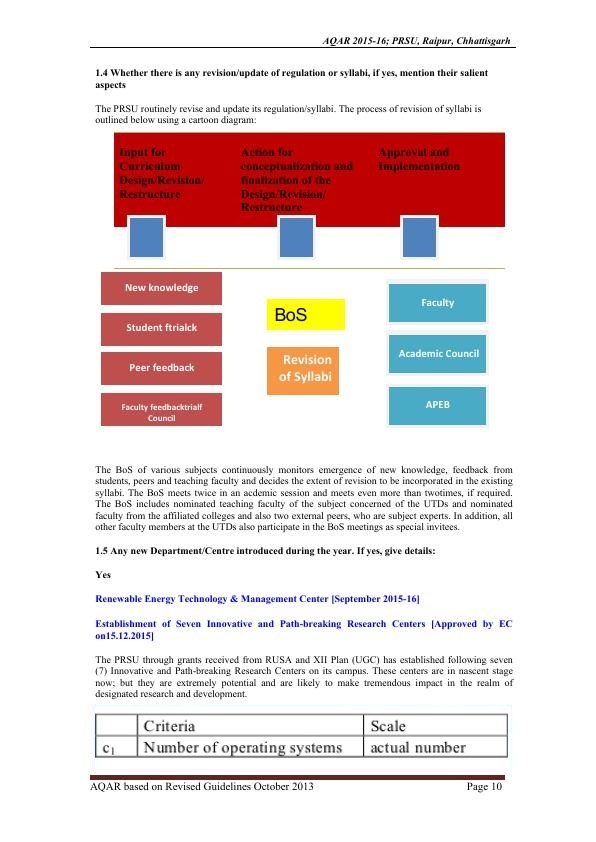 AQAR 2015-16; PRSU, Raipur, Chhattisgarh
1.4 Whether there is any revision/update of regulation or syllabi, if yes, mention their salient
aspects
The PRSU routinely revise and update its regulation/syllabi. The process of revision of syllabi is
outlined below using a cartoon diagram:
Input for
Curriculum
Design/Revision/
Restructure
Action for
conceptualization and
finalization of the
Design/Revision/
Restructure
Approval and
Implementation
New knowledge
Student ftrialck
Peer feedback
Faculty feedbacktrialf
Council
BoS
Revision
of Syllabi
Faculty
Academic Council
APEB
The BoS of various subjects continuously monitors emergence of new knowledge, feedback from
students, peers and teaching faculty and decides the extent of revision to be incorporated in the existing
syllabi. The BoS meets twice in an acdemic session and meets even more than twotimes, if required.
The BoS includes nominated teaching faculty of the subject concerned of the UTDs and nominated
faculty from the affiliated colleges and also two external peers, who are subject experts. In addition, all
other faculty members at the UTDs also participate in the BoS meetings as special invitees.
1.5 Any new Department/Centre introduced during the year. If yes, give details:
Yes
Renewable Energy Technology & Management Center [September 2015-16]
Establishment of Seven Innovative and Path-breaking Research Centers [Approved by EC
on15.12.2015]
The PRSU through grants received from RUSA and XII Plan (UGC) has established following seven
(7) Innovative and Path-breaking Research Centers on its campus. These centers are in nascent stage
now; but they are extremely potential and are likely to make tremendous impact in the realm of
designated research and development.
Criteria Scale
c1 Number of operating systems actual number
AQAR based on Revised Guidelines October 2013 Page 10